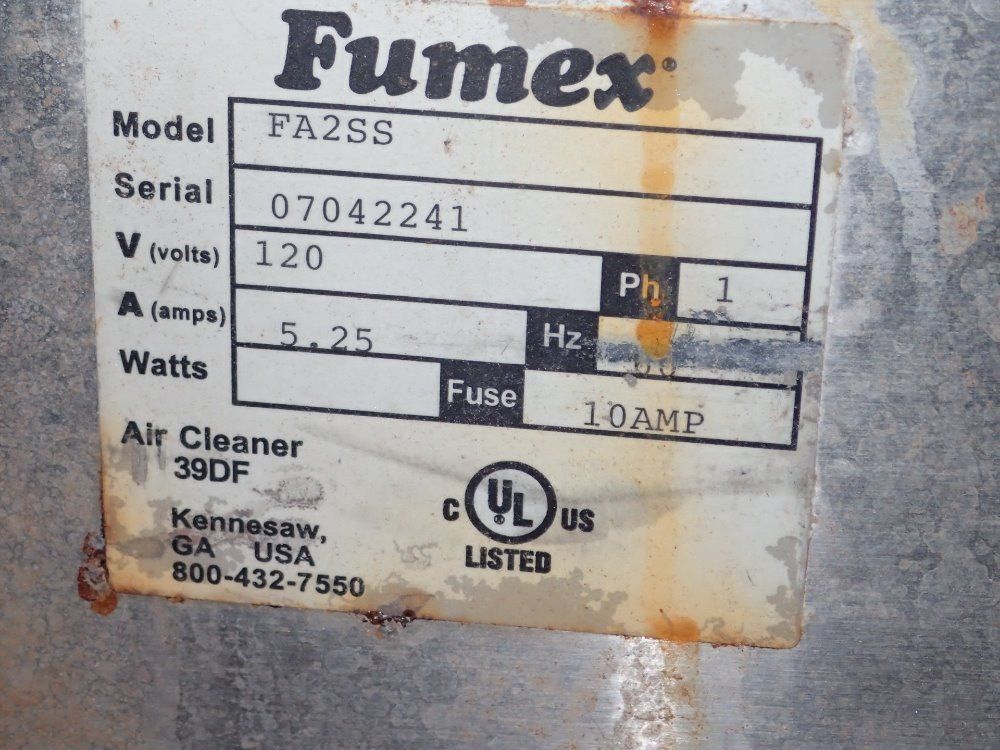 Fumex
Model FA2SS
Serial 07042241
V (volts) 120 Ph 1
A (amps) 5.25 Hz
Watts Fuse 10AMP
Air Cleaner
39DF
Kennesaw,
GA USA
800-432-7550
C UL ® US
LISTED